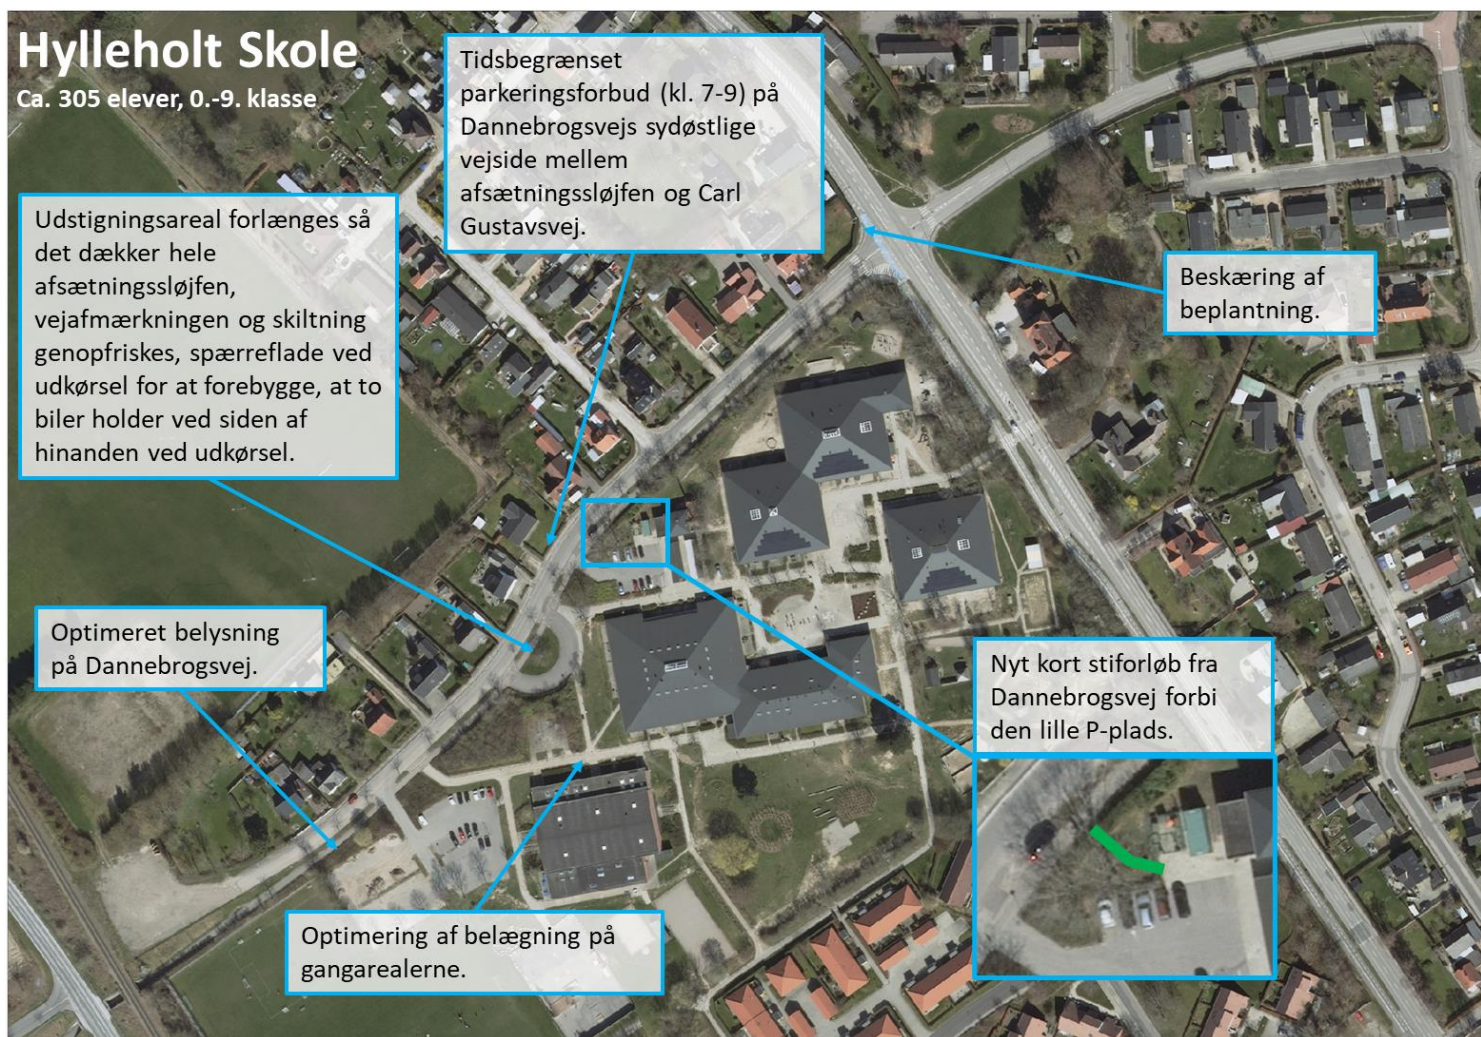 Hylleholt Skole
Ca. 305 elever, 0.-9. klasse
Tidsbegrænset
parkeringsforbud (kl. 7-9) på
Dannebrogsvejs sydøstlige
vejside mellem
afsætningssløjfen og Carl
Gustavsvej.
Udstigningsareal forlænges så
det dækker hele
afsætningssløjfen,
vejafmærkningen og skiltning
genopfriskes, spærreflade ved
udkørsel for at forebygge, at to
biler holder ved siden af
hinanden ved udkørsel.
Beskæring af
beplantning.
Optimeret belysning
på Dannebrogsvej.
Nyt kort stiforløb fra
Dannebrogsvej forbi
den lille P-plads.
Optimering af belægning på
gangarealerne.